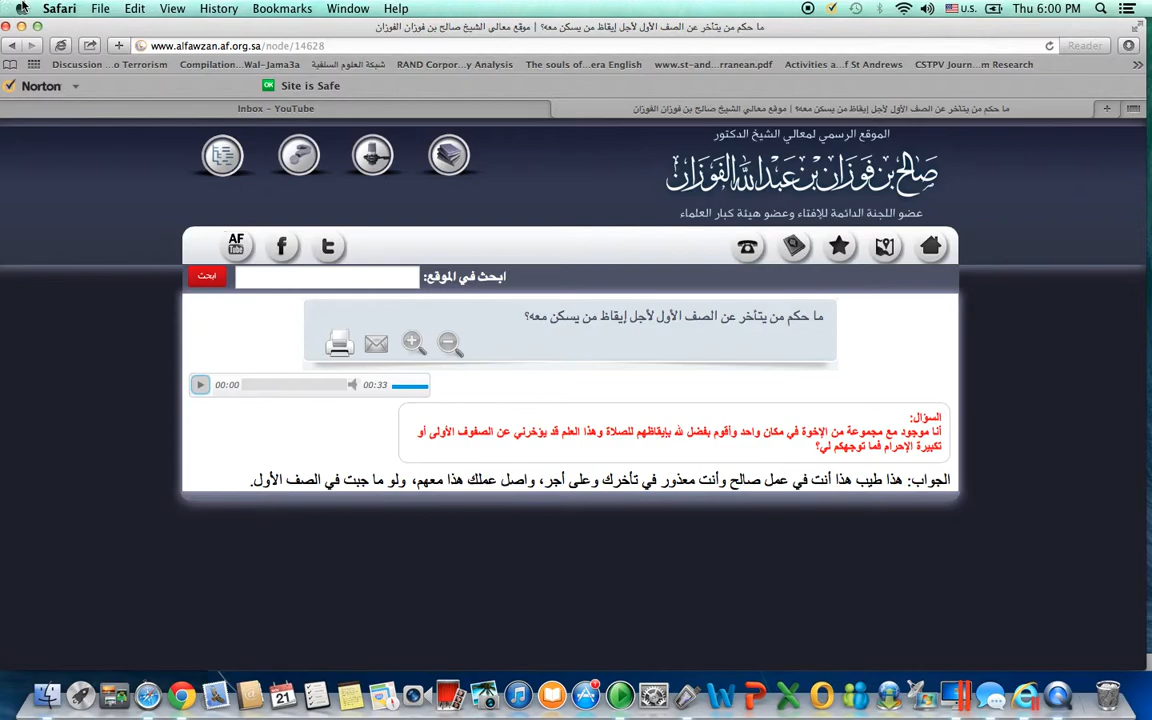 Safari File Edit View History Bookmarks Window Help U.S. Thu 6:00 PM
ما حكم من يتأخر عن الصف الأول لأجل إيقاظ من يسكن معه؟ | موقع معالي الشيخ صالح بن فوزان الفوزان
www.alfawzan.af.org.sa/node/14628 Reader
Discussion ...o Terrorism Compilation...Wal-Jama3a شبكة العلوم السلفية RAND Corpor...y Analysis The souls of...era English www.st-and...rranean.pdf Activities a...f St Andrews CSTPV Journ...m Research
Norton OK Site is Safe
Inbox – YouTube
ما حكم من يتأخر عن الصف الأول لأجل إيقاظ من يسكن معه؟ | موقع معالي الشيخ صالح بن فوزان الفوزان
الموقع الرسمي لمعالي الشيخ الدكتور
صالح بن فوزان بن عبدالله الفوزان
عضو اللجنة الدائمة للإفتاء وعضو هيئة كبار العلماء
AF Tube
ابحث في الموقع: ابحث
ما حكم من يتأخر عن الصف الأول لأجل إيقاظ من يسكن معه؟
00:00 00:33
السؤال:
أنا موجود مع مجموعة من الإخوة في مكان واحد وأقوم بفضل لله بإيقاظهم للصلاة وهذا العلم قد يؤخرني عن الصفوف الأولى أو
تكبيرة الإحرام فما توجهكم لي؟
الجواب: هذا طيب هذا أنت في عمل صالح وأنت معذور في تأخرك وعلى أجر، واصل عملك هذا معهم، ولو ما جبت في الصف الأول.
21